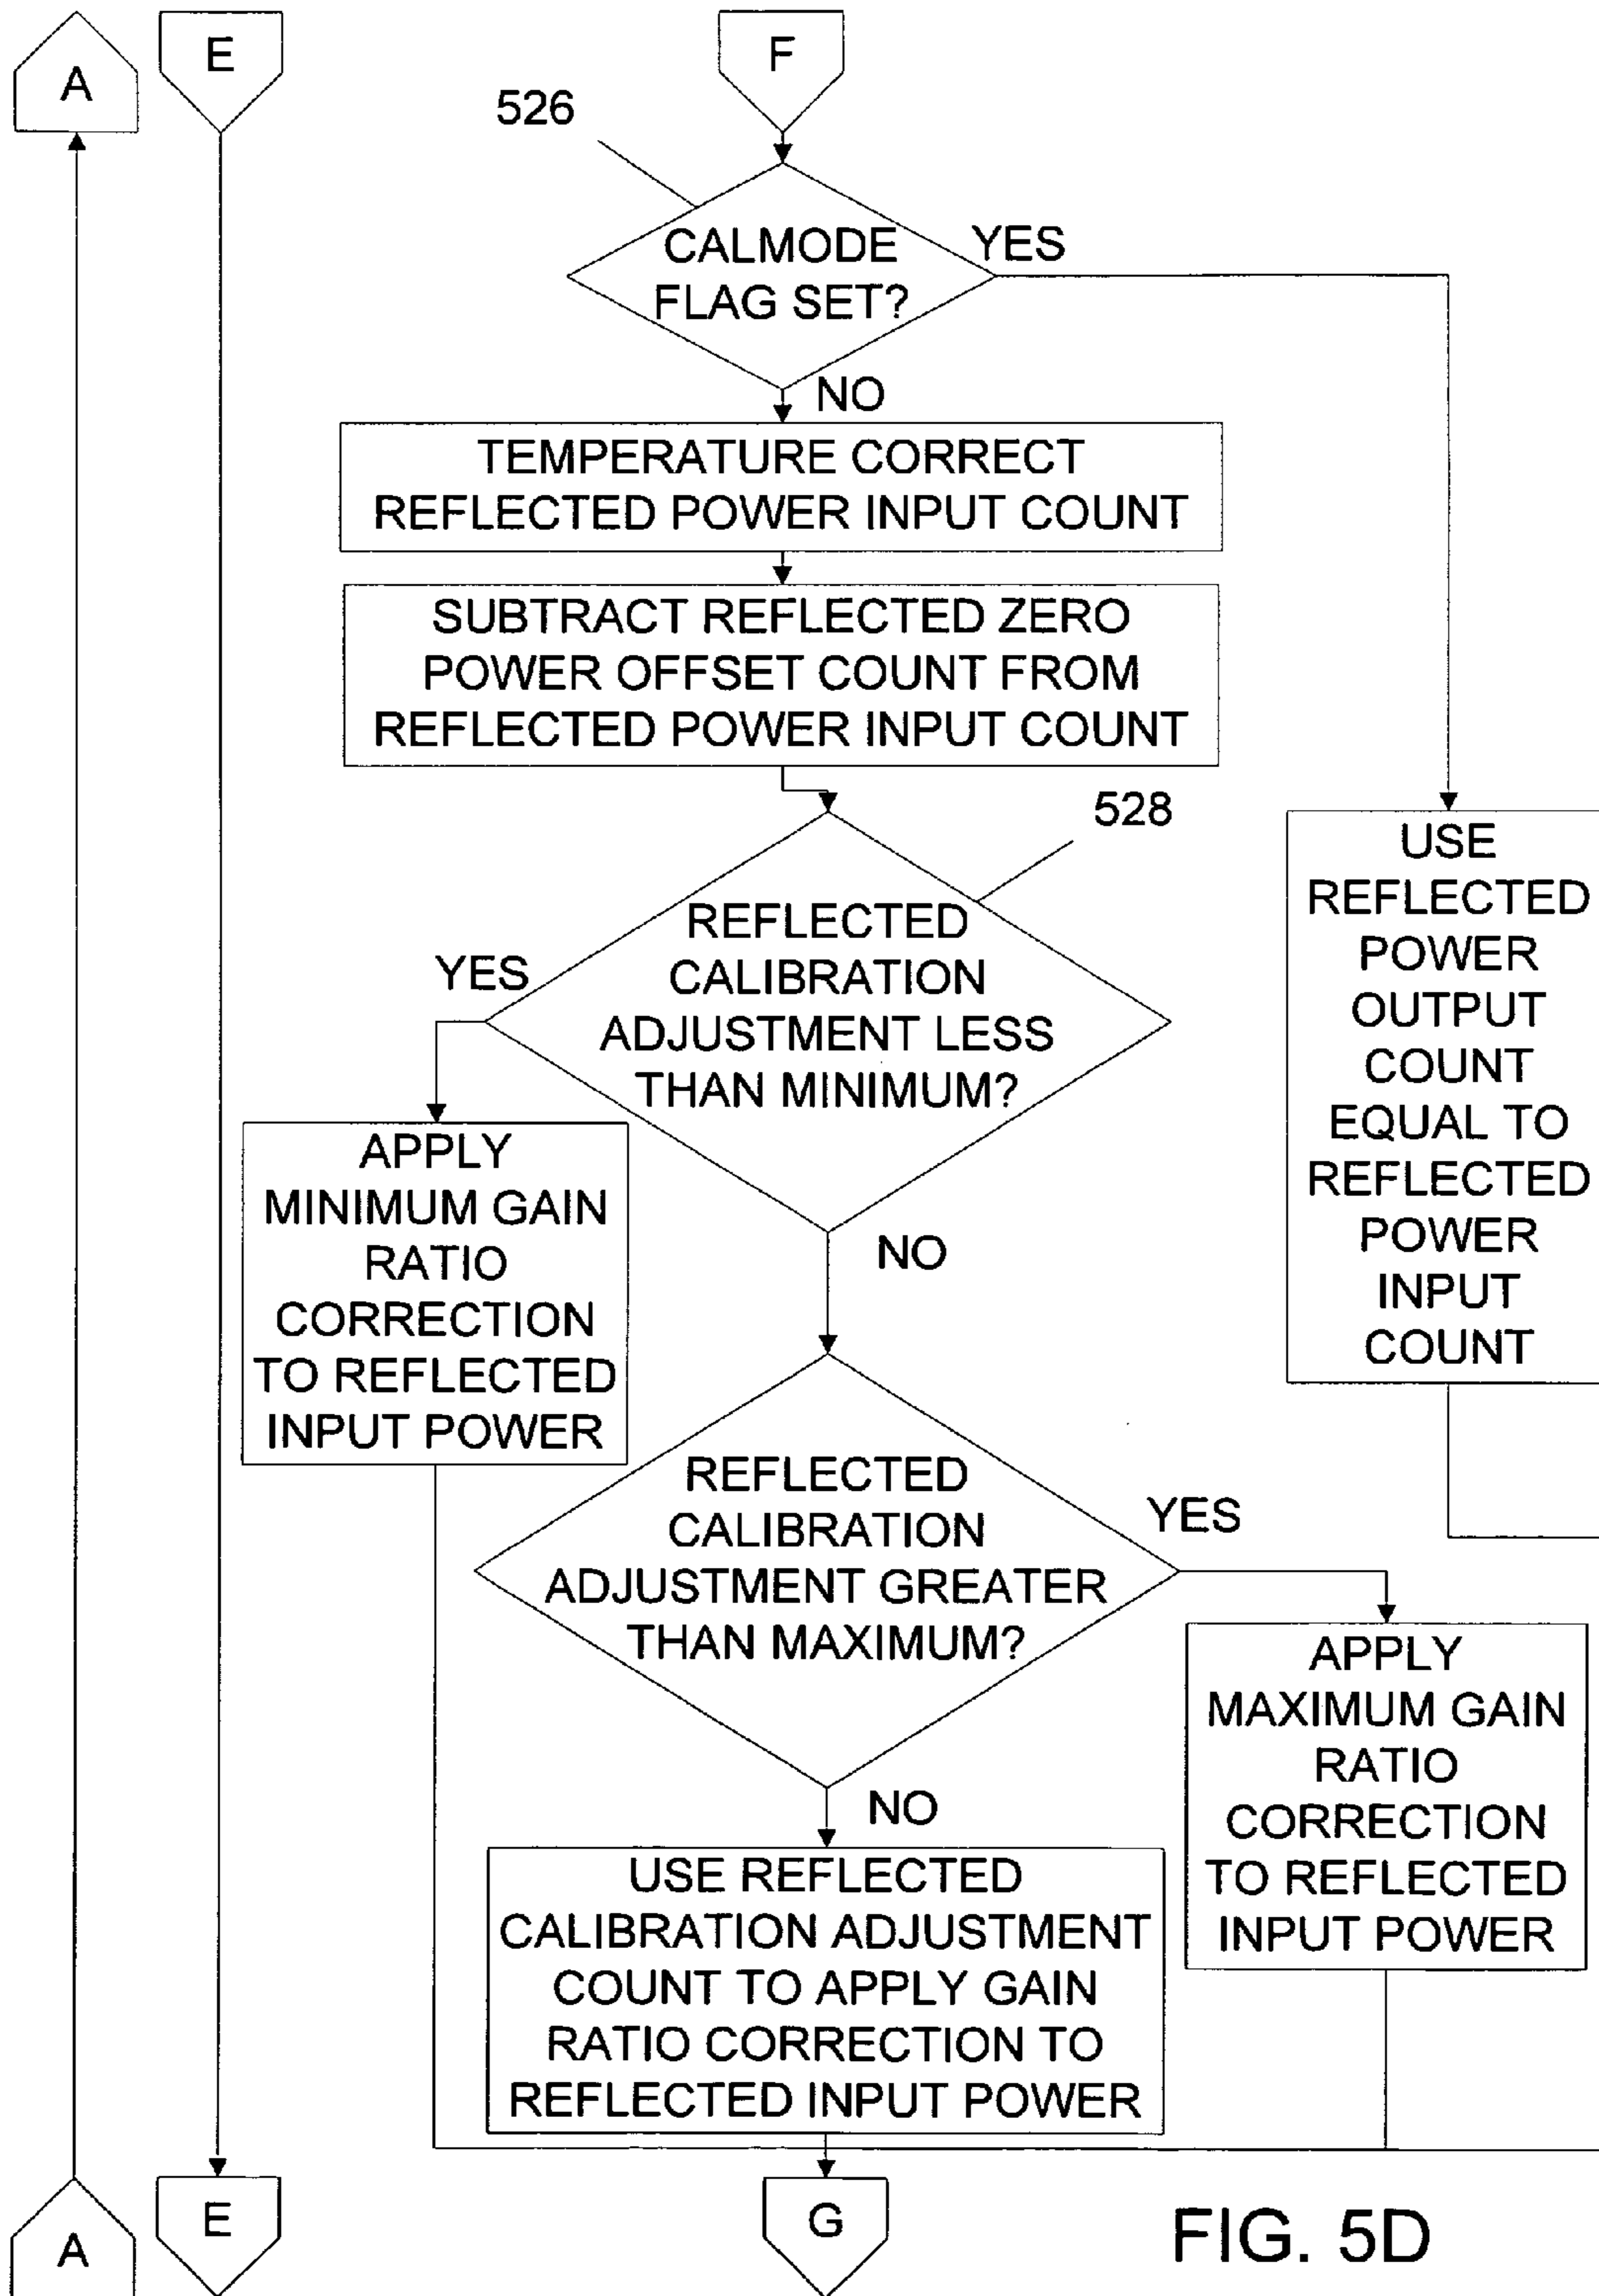 A
E
F
526
CALMODE
FLAG SET?
YES
NO
TEMPERATURE CORRECT
REFLECTED POWER INPUT COUNT
SUBTRACT REFLECTED ZERO
POWER OFFSET COUNT FROM
REFLECTED POWER INPUT COUNT
528
REFLECTED
CALIBRATION
ADJUSTMENT LESS
THAN MINIMUM?
YES
NO
USE
REFLECTED
POWER
OUTPUT
COUNT
EQUAL TO
REFLECTED
POWER
INPUT
COUNT
APPLY
MINIMUM GAIN
RATIO
CORRECTION
TO REFLECTED
INPUT POWER
REFLECTED
CALIBRATION
ADJUSTMENT GREATER
THAN MAXIMUM?
YES
NO
APPLY
MAXIMUM GAIN
RATIO
CORRECTION
TO REFLECTED
INPUT POWER
USE REFLECTED
CALIBRATION ADJUSTMENT
COUNT TO APPLY GAIN
RATIO CORRECTION TO
REFLECTED INPUT POWER
A
E
G
FIG. 5D